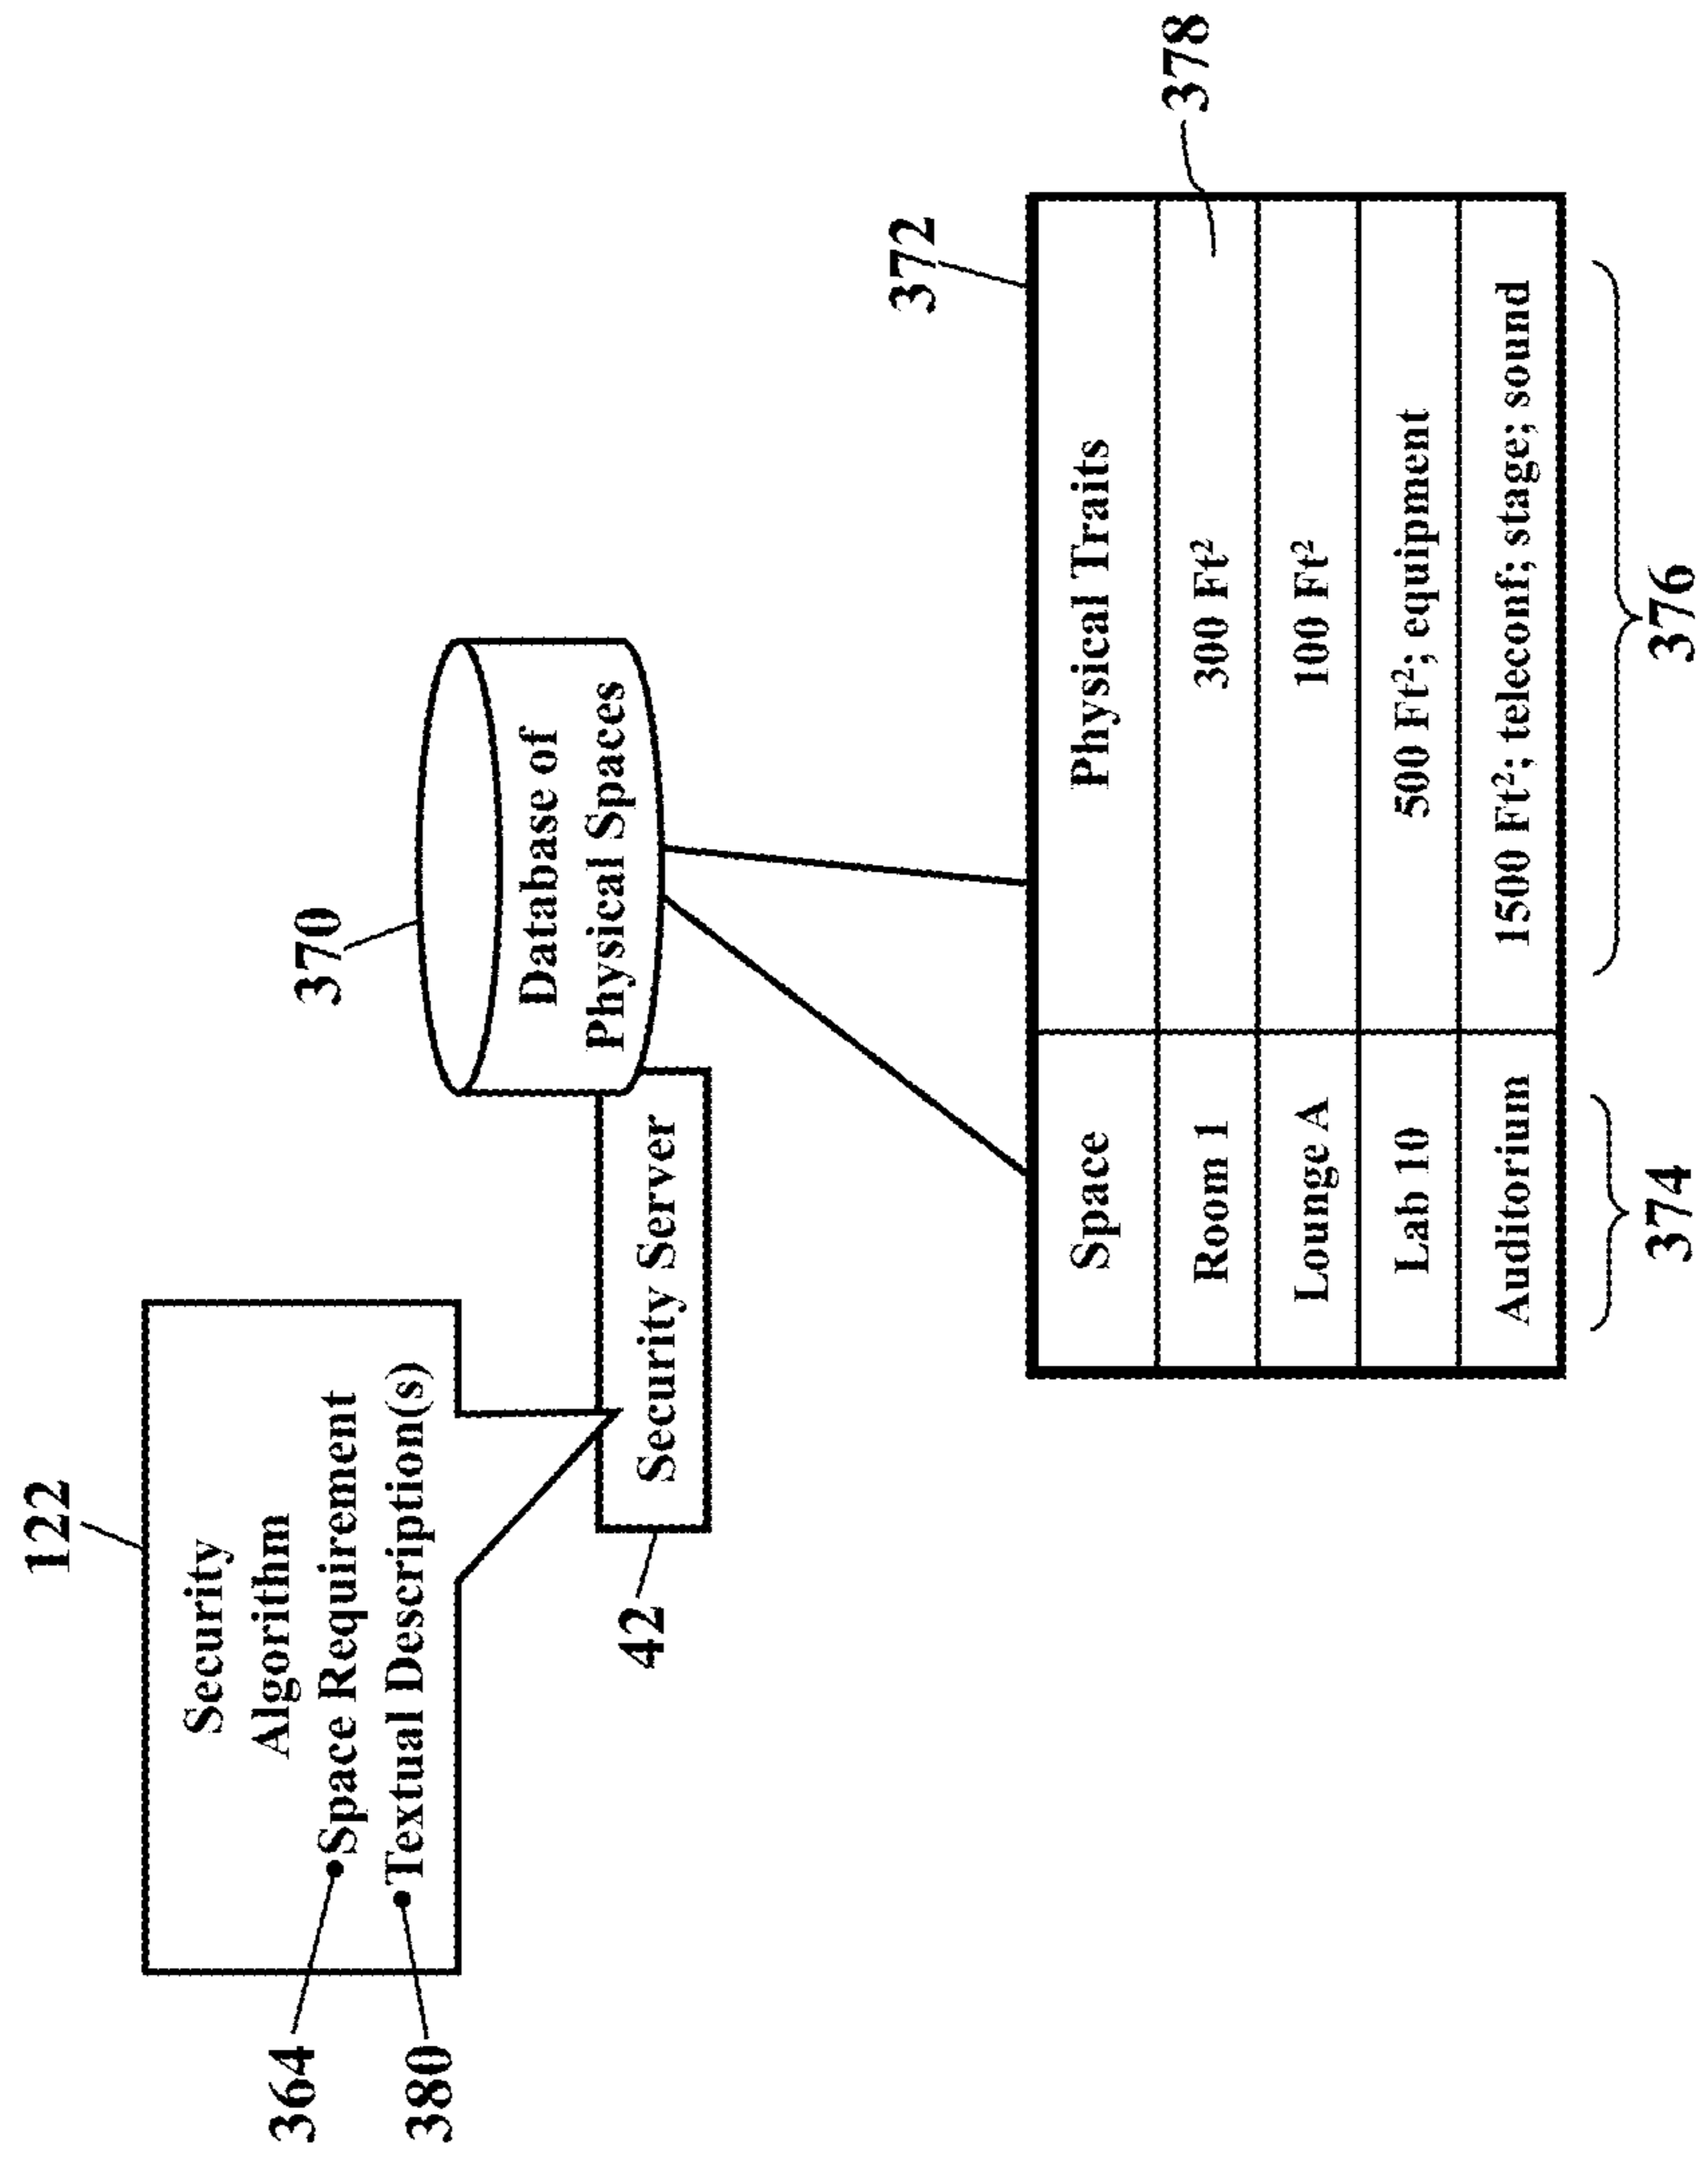 122
Security
Algorithm
•Space Requirement
•Textual Description(s)
364
380
370
Database of
Physical Spaces
Security Server
42
372
Space Physical Traits
Room 1 300 Ft²
378
Lounge A 100 Ft²
Lab 10 500 Ft²; equipment
Auditorium 1500 Ft²; teleconf; stage; sound
374 376